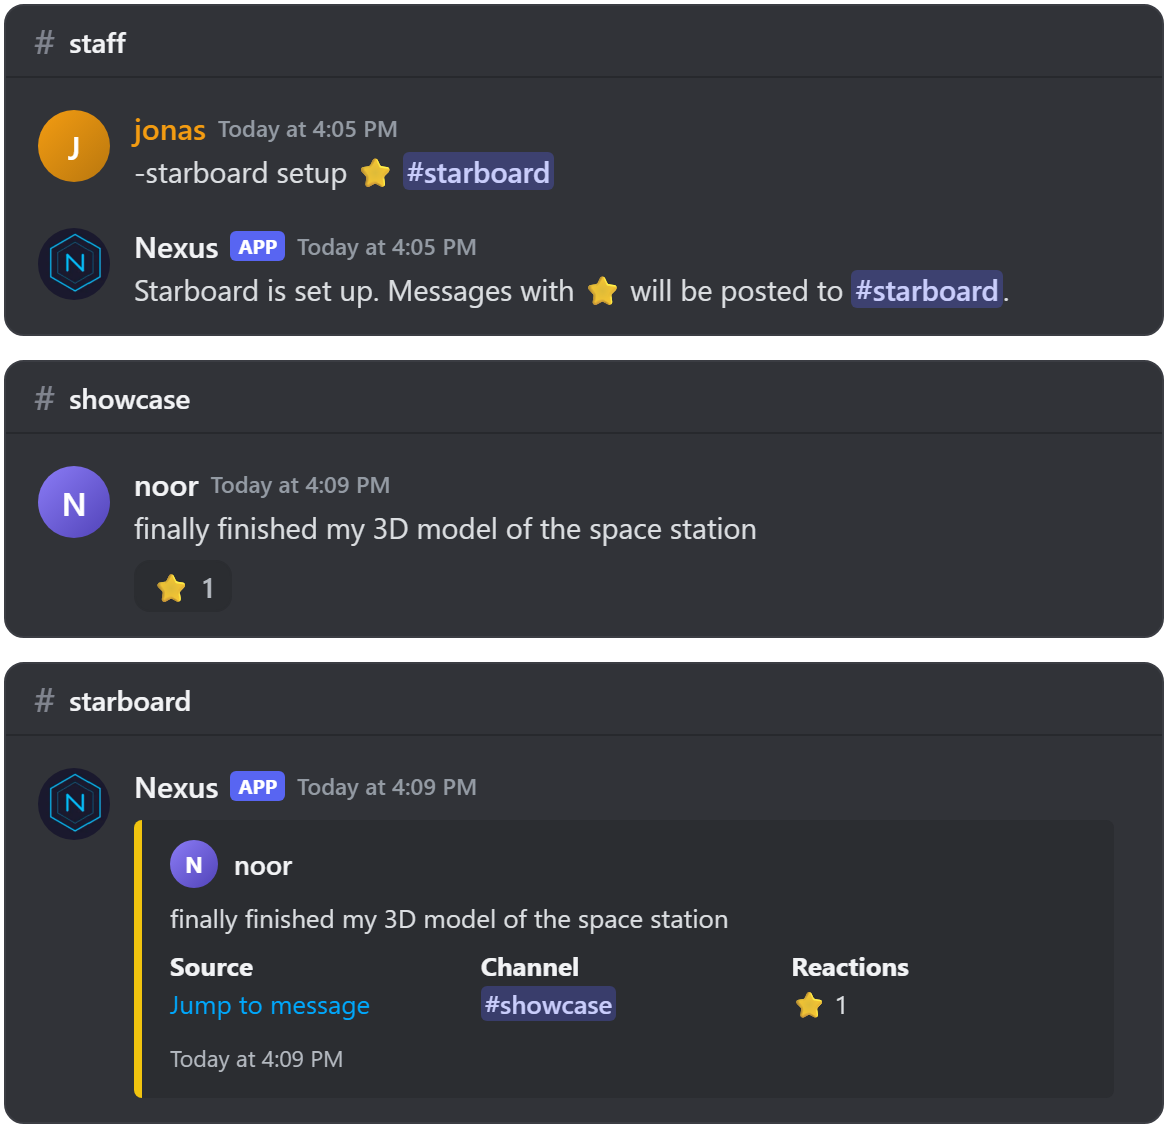 # staff
J
jonas Today at 4:05 PM
-starboard setup ⭐ #starboard
N
Nexus APP Today at 4:05 PM
Starboard is set up. Messages with ⭐ will be posted to #starboard.
# showcase
N
noor Today at 4:09 PM
finally finished my 3D model of the space station
⭐ 1
# starboard
N
Nexus APP Today at 4:09 PM
N noor
finally finished my 3D model of the space station
Source Channel Reactions
Jump to message #showcase ⭐ 1
Today at 4:09 PM